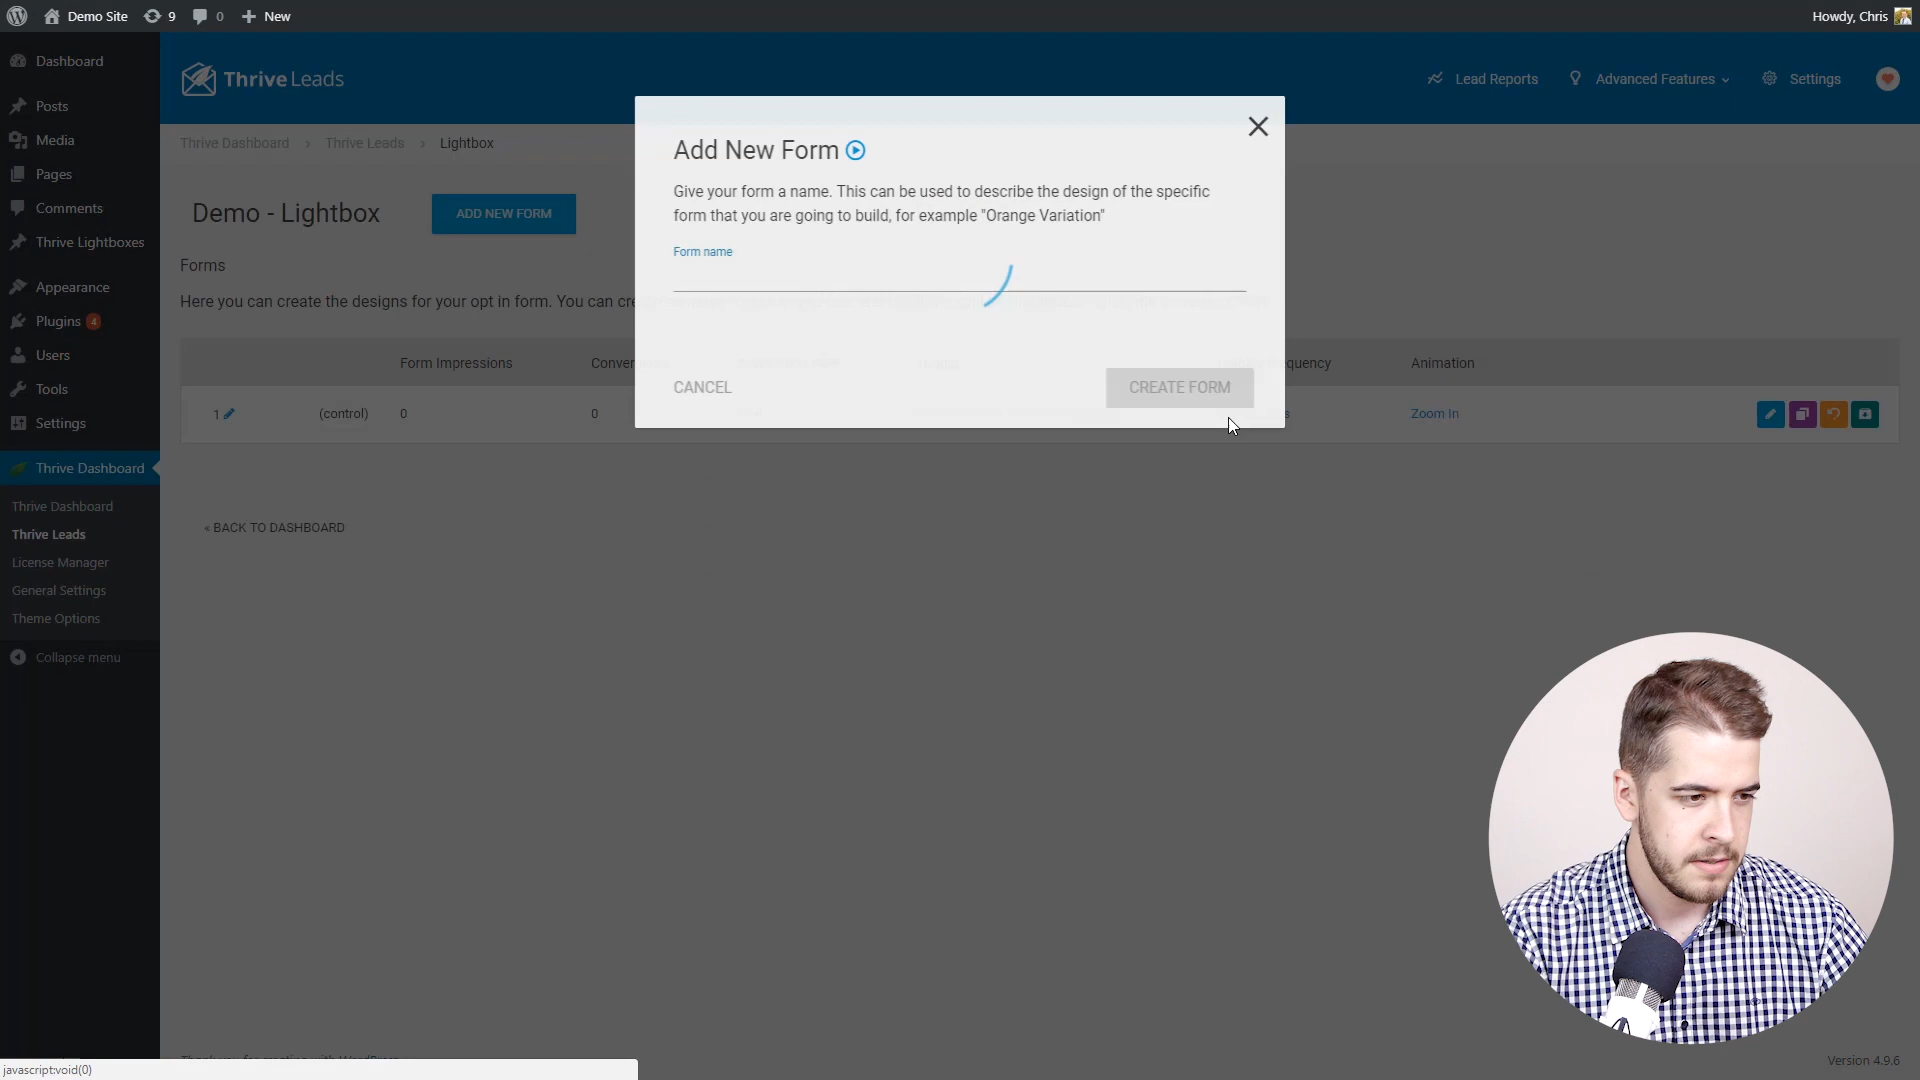 Demo Site 9 0 New
Howdy, Chris
Dashboard
Posts
Media
Pages
Comments
Thrive Lightboxes
Appearance
Plugins 4
Users
Tools
Settings
Thrive Dashboard
Thrive Dashboard
Thrive Leads
License Manager
General Settings
Theme Options
Collapse menu
Thrive Leads
Lead Reports
Advanced Features
Settings
Thrive Dashboard › Thrive Leads › Lightbox
Demo - Lightbox
ADD NEW FORM
Forms
Here you can create the designs for your opt in form. You can
Form Impressions
Animation
1 (control) 0 0
Zoom In
« BACK TO DASHBOARD
Add New Form
Give your form a name. This can be used to describe the design of the specific
form that you are going to build, for example "Orange Variation"
Form name
CANCEL
CREATE FORM
javascript:void(0)
Version 4.9.6